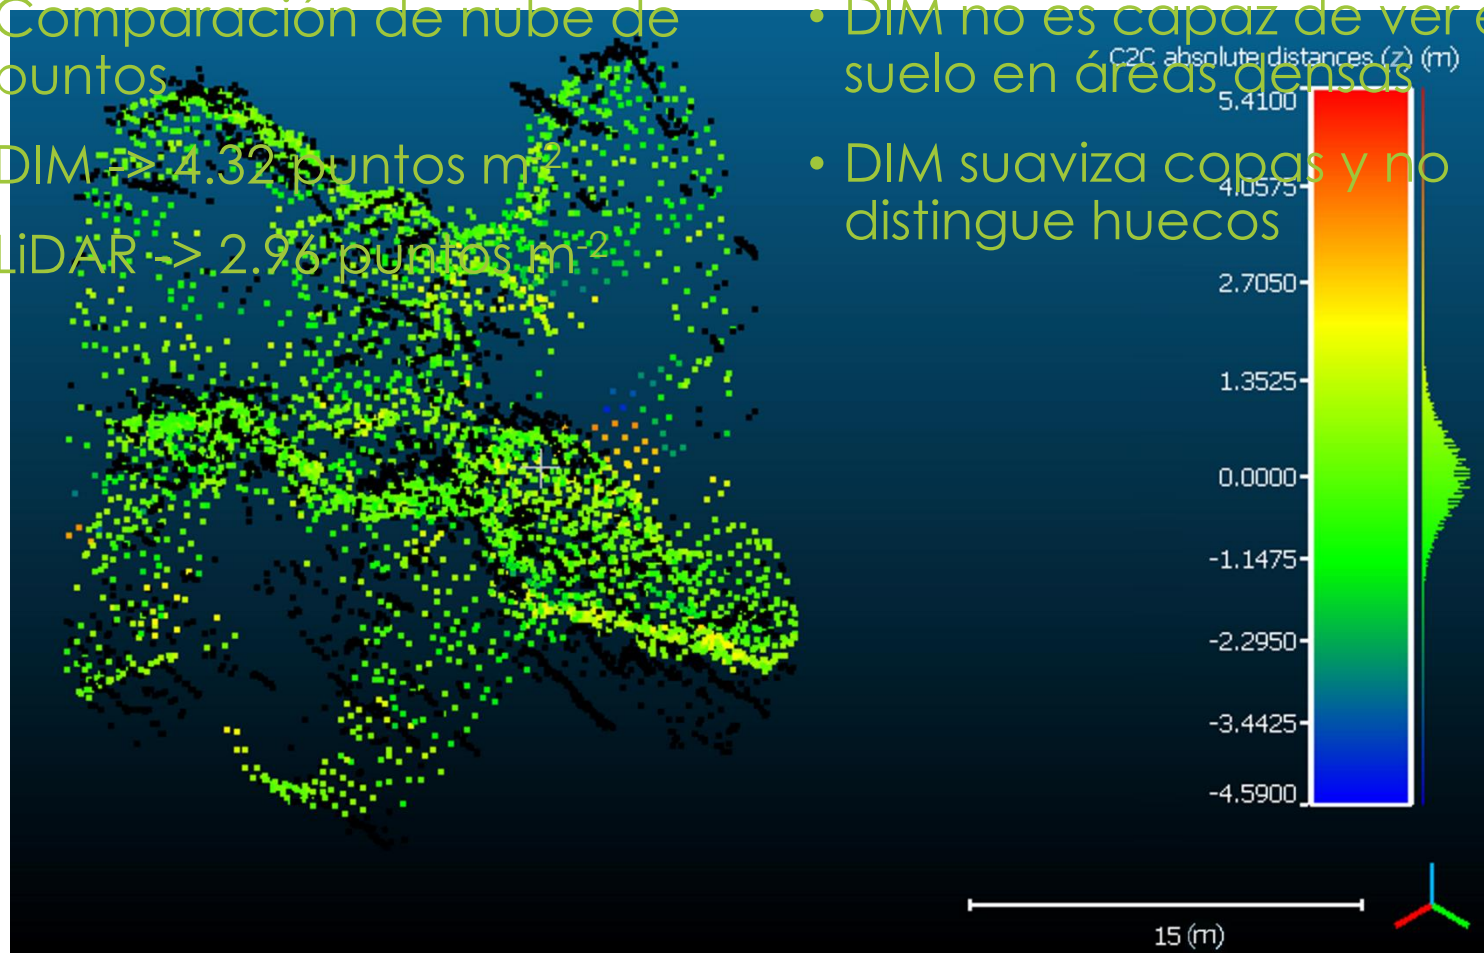 Comparación de nube de
puntos
DIM -> 4.32 puntos m-2
LiDAR -> 2.96 puntos m-2
• DIM no es capaz de ver e
suelo en áreas densas
• DIM suaviza copas y no
distingue huecos
C2C absolute distances (z) (m)
5.4100
4.0575
2.7050
1.3525
0.0000
-1.1475
-2.2950
-3.4425
-4.5900
15 (m)